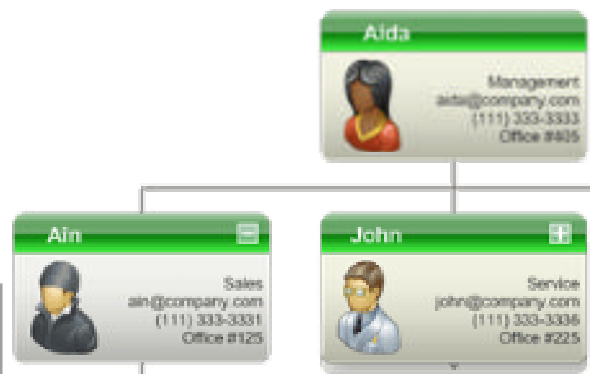 Aida
Management
aida@company.com
(111) 333-3333
Office #405
Ain
Sales
ain@company.com
(111) 333-3331
Office #125
John
Service
john@company.com
(111) 333-3336
Office #225